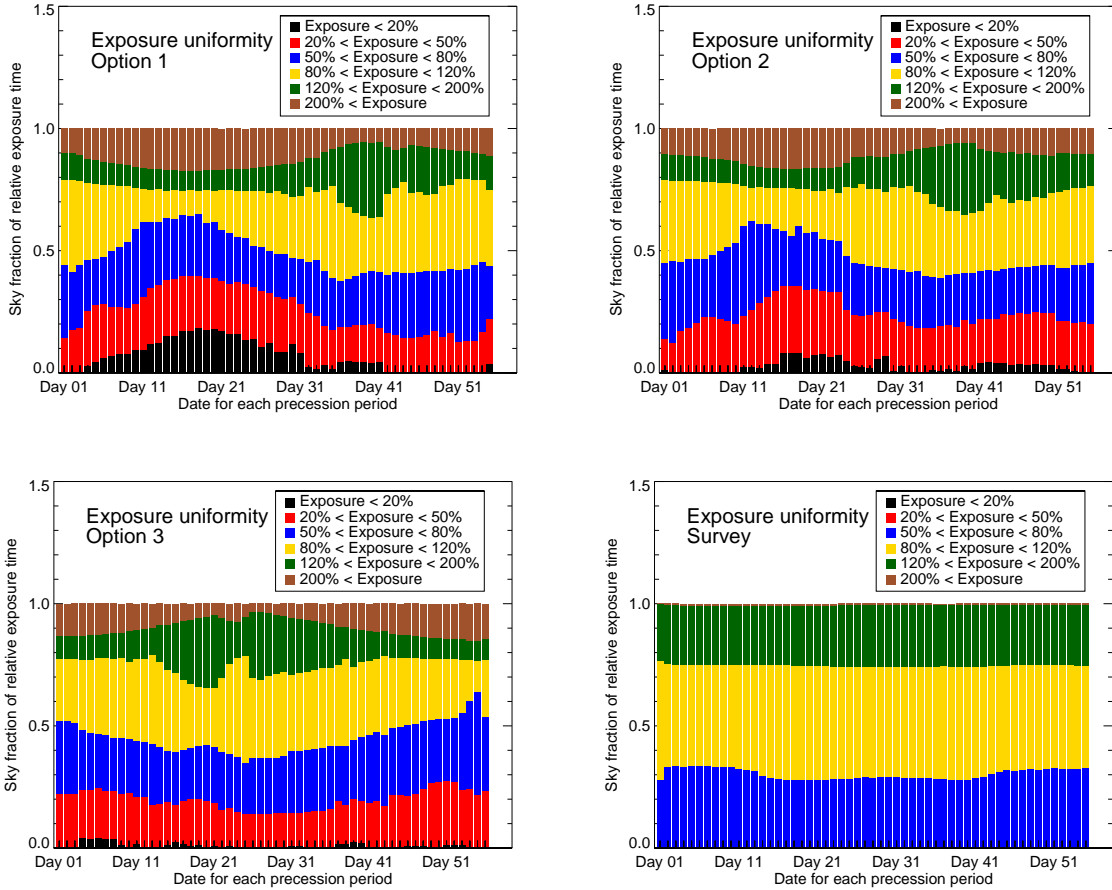 1.5
Exposure uniformity
Option 1
Exposure < 20%
20% < Exposure < 50%
50% < Exposure < 80%
80% < Exposure < 120%
120% < Exposure < 200%
200% < Exposure
1.0
0.5
0.0
Sky fraction of relative exposure time
Day 01 Day 11 Day 21 Day 31 Day 41 Day 51
Date for each precession period
1.5
Exposure uniformity
Option 2
Exposure < 20%
20% < Exposure < 50%
50% < Exposure < 80%
80% < Exposure < 120%
120% < Exposure < 200%
200% < Exposure
1.0
0.5
0.0
Sky fraction of relative exposure time
Day 01 Day 11 Day 21 Day 31 Day 41 Day 51
Date for each precession period
1.5
Exposure uniformity
Option 3
Exposure < 20%
20% < Exposure < 50%
50% < Exposure < 80%
80% < Exposure < 120%
120% < Exposure < 200%
200% < Exposure
1.0
0.5
0.0
Sky fraction of relative exposure time
Day 01 Day 11 Day 21 Day 31 Day 41 Day 51
Date for each precession period
1.5
Exposure uniformity
Survey
Exposure < 20%
20% < Exposure < 50%
50% < Exposure < 80%
80% < Exposure < 120%
120% < Exposure < 200%
200% < Exposure
1.0
0.5
0.0
Sky fraction of relative exposure time
Day 01 Day 11 Day 21 Day 31 Day 41 Day 51
Date for each precession period